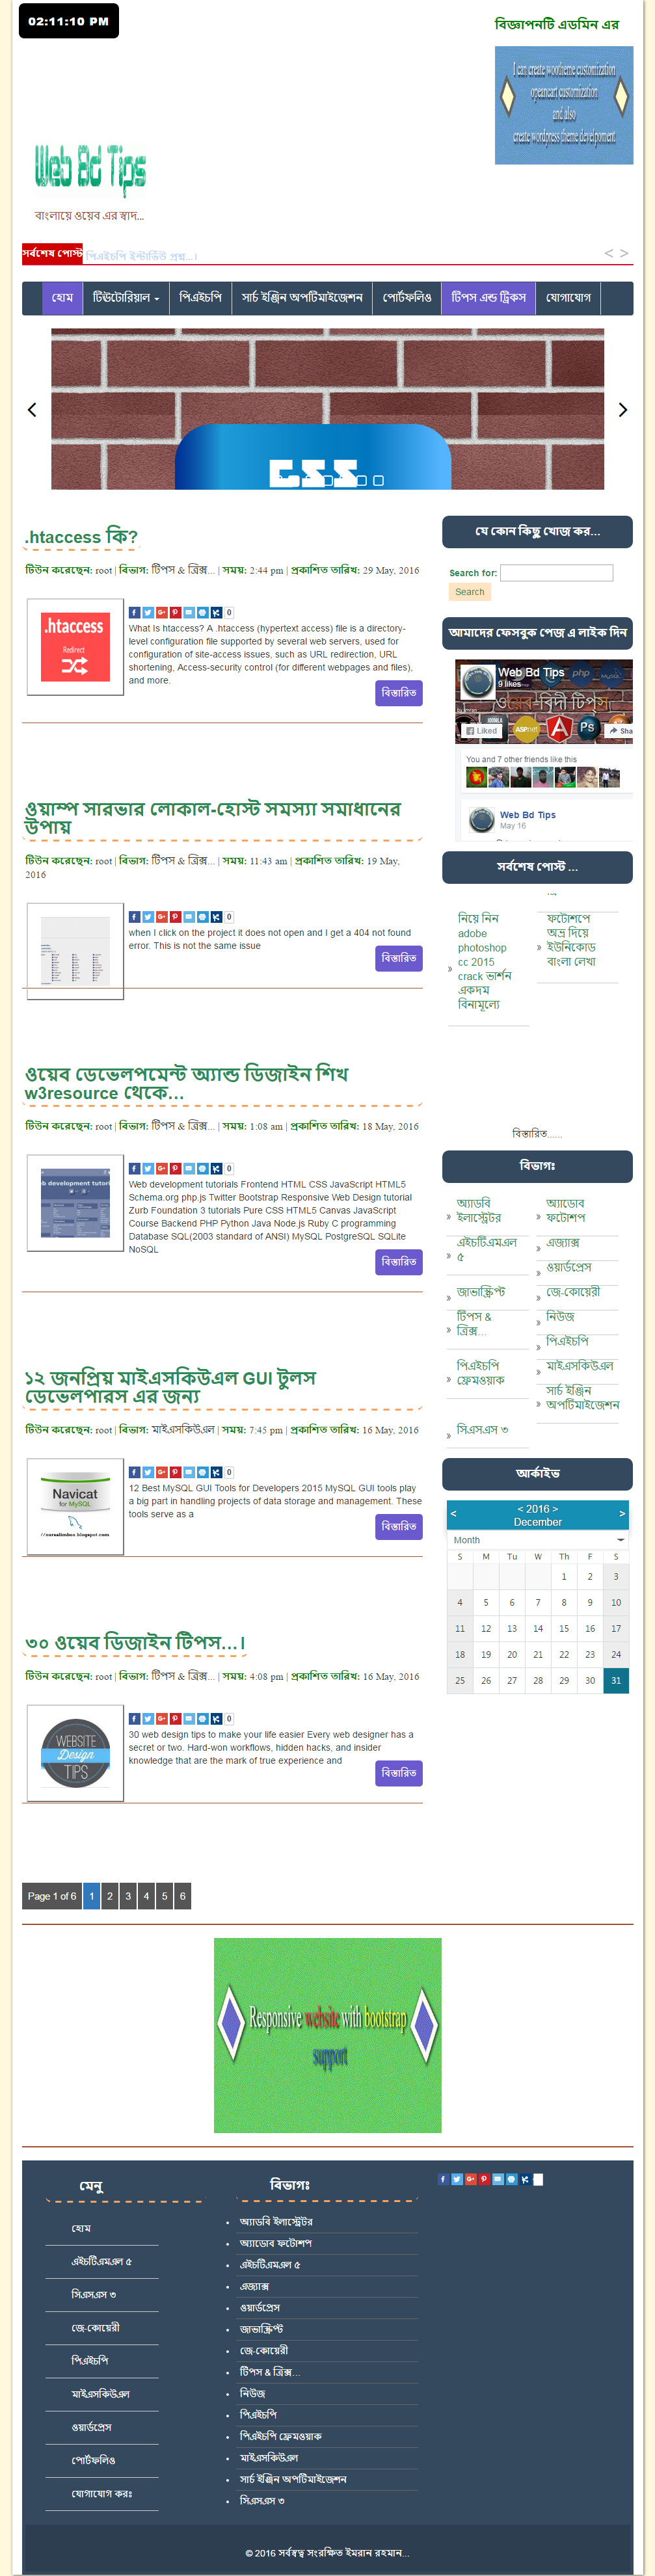 02:11:10 PM
বিজ্ঞাপনটি এডমিন এর
I can create wootheme customization
opencart customization
and also
create wordpress theme development
Web Bd Tips
বাংলায়ে ওয়েব এর স্বাদ...
সর্বশেষ পোস্ট পিএইচপি ইন্টার্ভিউ প্রশ্ন...। < >
হোম টিউটোরিয়াল পিএইচপি সার্চ ইঞ্জিন অপটিমাইজেশন পোর্টফলিও টিপস এন্ড ট্রিকস যোগাযোগ
CSS
.htaccess কি?
টিউন করেছেন: root | বিভাগ: টিপস & ত্রিক্স... | সময়: 2:44 pm | প্রকাশিত তারিখ: 29 May, 2016
.htaccess
Redirect
0
What Is htaccess? A .htaccess (hypertext access) file is a directory-
level configuration file supported by several web servers, used for
configuration of site-access issues, such as URL redirection, URL
shortening, Access-security control (for different webpages and files),
and more.
বিস্তারিত
ওয়াম্প সারভার লোকাল-হোস্ট সমস্যা সমাধানের
উপায়
টিউন করেছেন: root | বিভাগ: টিপস & ত্রিক্স... | সময়: 11:43 am | প্রকাশিত তারিখ: 19 May,
2016
0
when I click on the project it does not open and I get a 404 not found
error. This is not the same issue
বিস্তারিত
ওয়েব ডেভেলপমেন্ট অ্যান্ড ডিজাইন শিখ
w3resource থেকে...
টিউন করেছেন: root | বিভাগ: টিপস & ত্রিক্স... | সময়: 1:08 am | প্রকাশিত তারিখ: 18 May, 2016
b development tutori
0
Web development tutorials Frontend HTML CSS JavaScript HTML5
Schema.org php.js Twitter Bootstrap Responsive Web Design tutorial
Zurb Foundation 3 tutorials Pure CSS HTML5 Canvas JavaScript
Course Backend PHP Python Java Node.js Ruby C programming
Database SQL(2003 standard of ANSI) MySQL PostgreSQL SQLite
NoSQL
বিস্তারিত
১২ জনপ্রিয় মাইএসকিউএল GUI টুলস
ডেভেলপারস এর জন্য
টিউন করেছেন: root | বিভাগ: মাইএসকিউএল | সময়: 7:45 pm | প্রকাশিত তারিখ: 16 May, 2016
Navicat
for MySQL
0
12 Best MySQL GUI Tools for Developers 2015 MySQL GUI tools play
a big part in handling projects of data storage and management. These
tools serve as a
বিস্তারিত
৩০ ওয়েব ডিজাইন টিপস...।
টিউন করেছেন: root | বিভাগ: টিপস & ত্রিক্স... | সময়: 4:08 pm | প্রকাশিত তারিখ: 16 May, 2016
WEBSITE
Design
TIPS
0
30 web design tips to make your life easier Every web designer has a
secret or two. Hard-won workflows, hidden hacks, and insider
knowledge that are the mark of true experience and
বিস্তারিত
Page 1 of 6 1 2 3 4 5 6
যে কোন কিছু খোজ কর...
Search for:
Search
আমাদের ফেসবুক পেজ এ লাইক দিন
Web Bd Tips
9 likes
php
MySQL
ASP.net
Ps
Liked
Sha
You and 7 other friends like this
Web Bd Tips
May 16
সর্বশেষ পোস্ট ...
» নিয়ে নিন
adobe
photoshop
cc 2015
crack ভার্শন
একদম
বিনামূল্যে
» ফটোশপে
অভ্র দিয়ে
ইউনিকোড
বাংলা লেখা
বিস্তারিত......
বিভাগঃ
» অ্যাডবি
ইলাস্ট্রেটর
» অ্যাডোব
ফটোশপ
» এইচটিএমএল
৫
» এজ্যাক্স
» ওয়ার্ডপ্রেস
» জাভাস্ক্রিপ্ট
» জে-কোয়েরী
» টিপস &
ত্রিক্স...
» নিউজ
» পিএইচপি
» পিএইচপি
ফ্রেমওয়াক
» মাইএসকিউএল
» সার্চ ইঞ্জিন
অপটিমাইজেশন
» সিএসএস ৩
আর্কাইভ
< < 2016 > >
December
Month
S M Tu W Th F S
1 2 3
4 5 6 7 8 9 10
11 12 13 14 15 16 17
18 19 20 21 22 23 24
25 26 27 28 29 30 31
Responsive website with bootstrap
support
মেনু
হোম
এইচটিএমএল ৫
সিএসএস ৩
জে-কোয়েরী
পিএইচপি
মাইএসকিউএল
ওয়ার্ডপ্রেস
পোর্টফলিও
যোগাযোগ করঃ
বিভাগঃ
অ্যাডবি ইলাস্ট্রেটর
অ্যাডোব ফটোশপ
এইচটিএমএল ৫
এজ্যাক্স
ওয়ার্ডপ্রেস
জাভাস্ক্রিপ্ট
জে-কোয়েরী
টিপস & ত্রিক্স...
নিউজ
পিএইচপি
পিএইচপি ফ্রেমওয়াক
মাইএসকিউএল
সার্চ ইঞ্জিন অপটিমাইজেশন
সিএসএস ৩
© 2016 সর্বস্বত্ব সংরক্ষিত ইমরান রহমান...